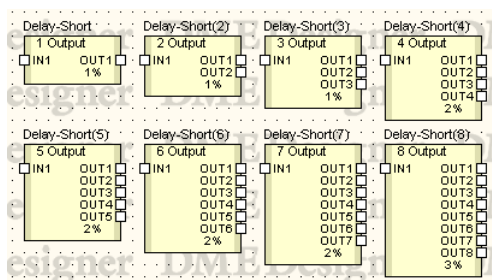 Delay-Short
1 Output
IN1 OUT1
1%
Delay-Short(2)
2 Output
IN1 OUT1
OUT2
1%
Delay-Short(3)
3 Output
IN1 OUT1
OUT2
OUT3
1%
Delay-Short(4)
4 Output
IN1 OUT1
OUT2
OUT3
OUT4
2%
Delay-Short(5)
5 Output
IN1 OUT1
OUT2
OUT3
OUT4
OUT5
2%
Delay-Short(6)
6 Output
IN1 OUT1
OUT2
OUT3
OUT4
OUT5
OUT6
2%
Delay-Short(7)
7 Output
IN1 OUT1
OUT2
OUT3
OUT4
OUT5
OUT6
OUT7
2%
Delay-Short(8)
8 Output
IN1 OUT1
OUT2
OUT3
OUT4
OUT5
OUT6
OUT7
OUT8
3%